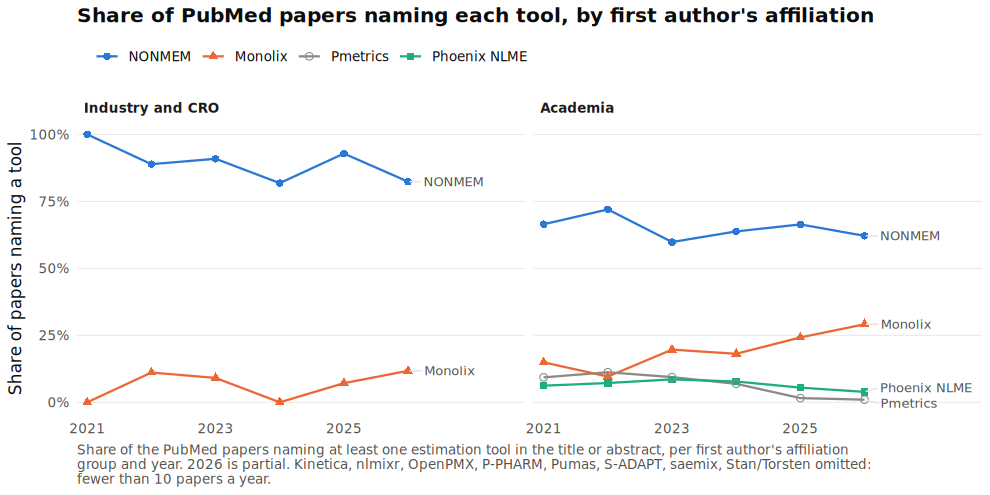 Share of PubMed papers naming each tool, by first author's affiliation
NONMEM Monolix Pmetrics Phoenix NLME
Industry and CRO
Academia
Share of papers naming a tool
100%
75%
50%
25%
0%
NONMEM
Monolix
2021 2023 2025
NONMEM
Monolix
Phoenix NLME
Pmetrics
2021 2023 2025
Share of the PubMed papers naming at least one estimation tool in the title or abstract, per first author's affiliation
group and year. 2026 is partial. Kinetica, nlmixr, OpenPMX, P-PHARM, Pumas, S-ADAPT, saemix, Stan/Torsten omitted:
fewer than 10 papers a year.